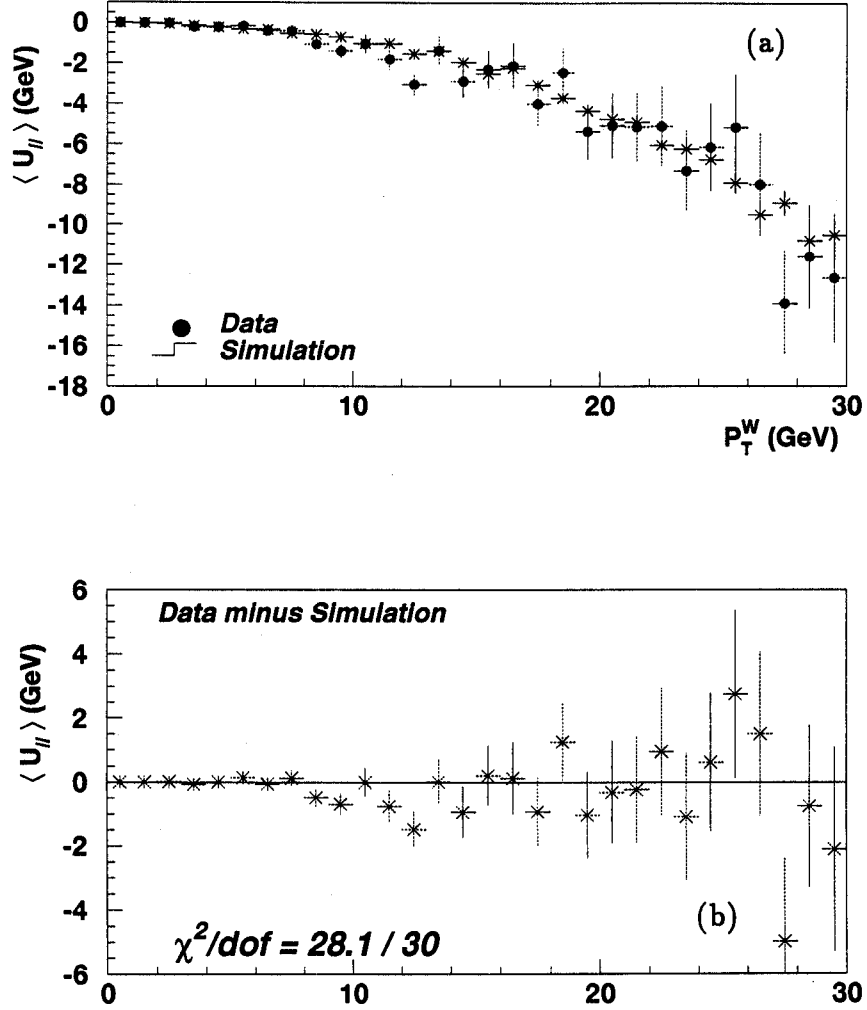 ⟨ U// ⟩ (GeV)
0
-2
-4
-6
-8
-10
-12
-14
-16
-18
(a)
Data
Simulation
0
10
20
30
P_T^W (GeV)
⟨ U// ⟩ (GeV)
6
4
2
0
-2
-4
-6
Data minus Simulation
(b)
χ²/dof = 28.1 / 30
0
10
20
30